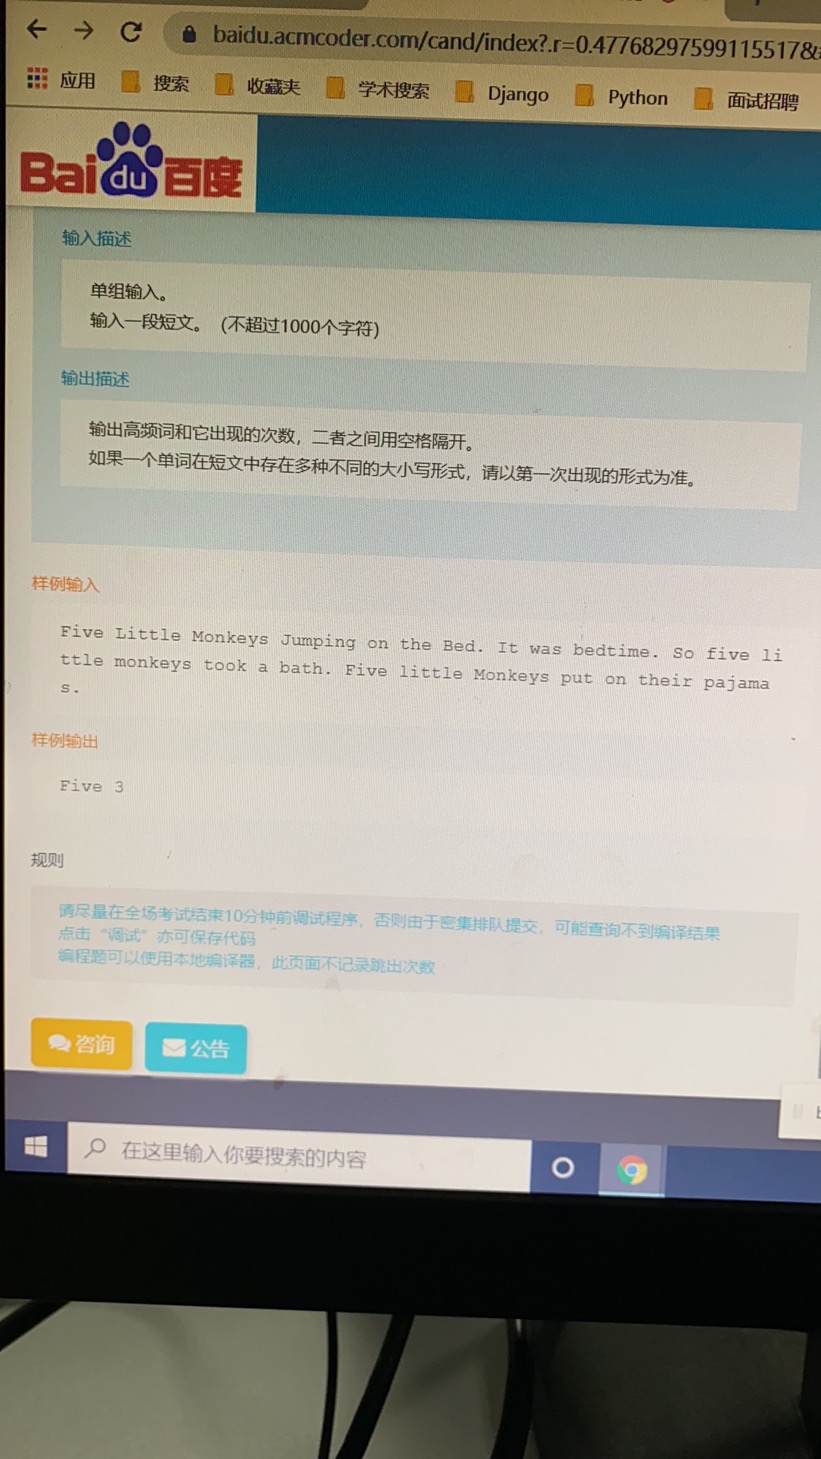 baidu.acmcoder.com/cand/index?.r=0.47768297599115517&
应用 搜索 收藏夹 学术搜索 Django Python 面试招聘
Baidu百度
输入描述
单组输入。
输入一段短文。（不超过1000个字符）
输出描述
输出高频词和它出现的次数，二者之间用空格隔开。
如果一个单词在短文中存在多种不同的大小写形式，请以第一次出现的形式为准。
样例输入
Five Little Monkeys Jumping on the Bed. It was bedtime. So five li
ttle monkeys took a bath. Five little Monkeys put on their pajama
s.
样例输出
Five 3
规则
请尽量在全场考试结束10分钟前调试程序，否则由于密集排队提交，可能查询不到编译结果
点击“调试”亦可保存代码
编程题可以使用本地编译器，此页面不记录跳出次数
咨询 公告
在这里输入你要搜索的内容